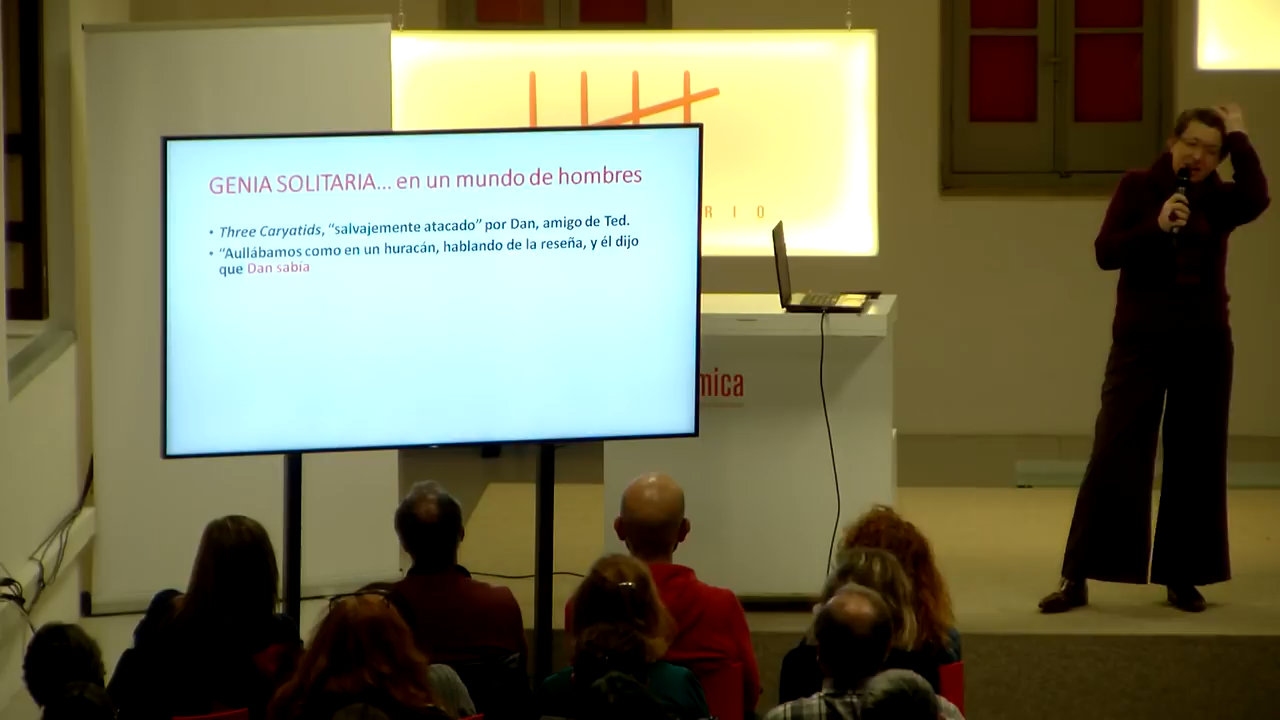 GENIA SOLITARIA... en un mundo de hombres
• Three Caryatids, “salvajemente atacado” por Dan, amigo de Ted.
• “Aullábamos como en un huracán, hablando de la reseña, y él dijo
que Dan sabía
R I O
mica